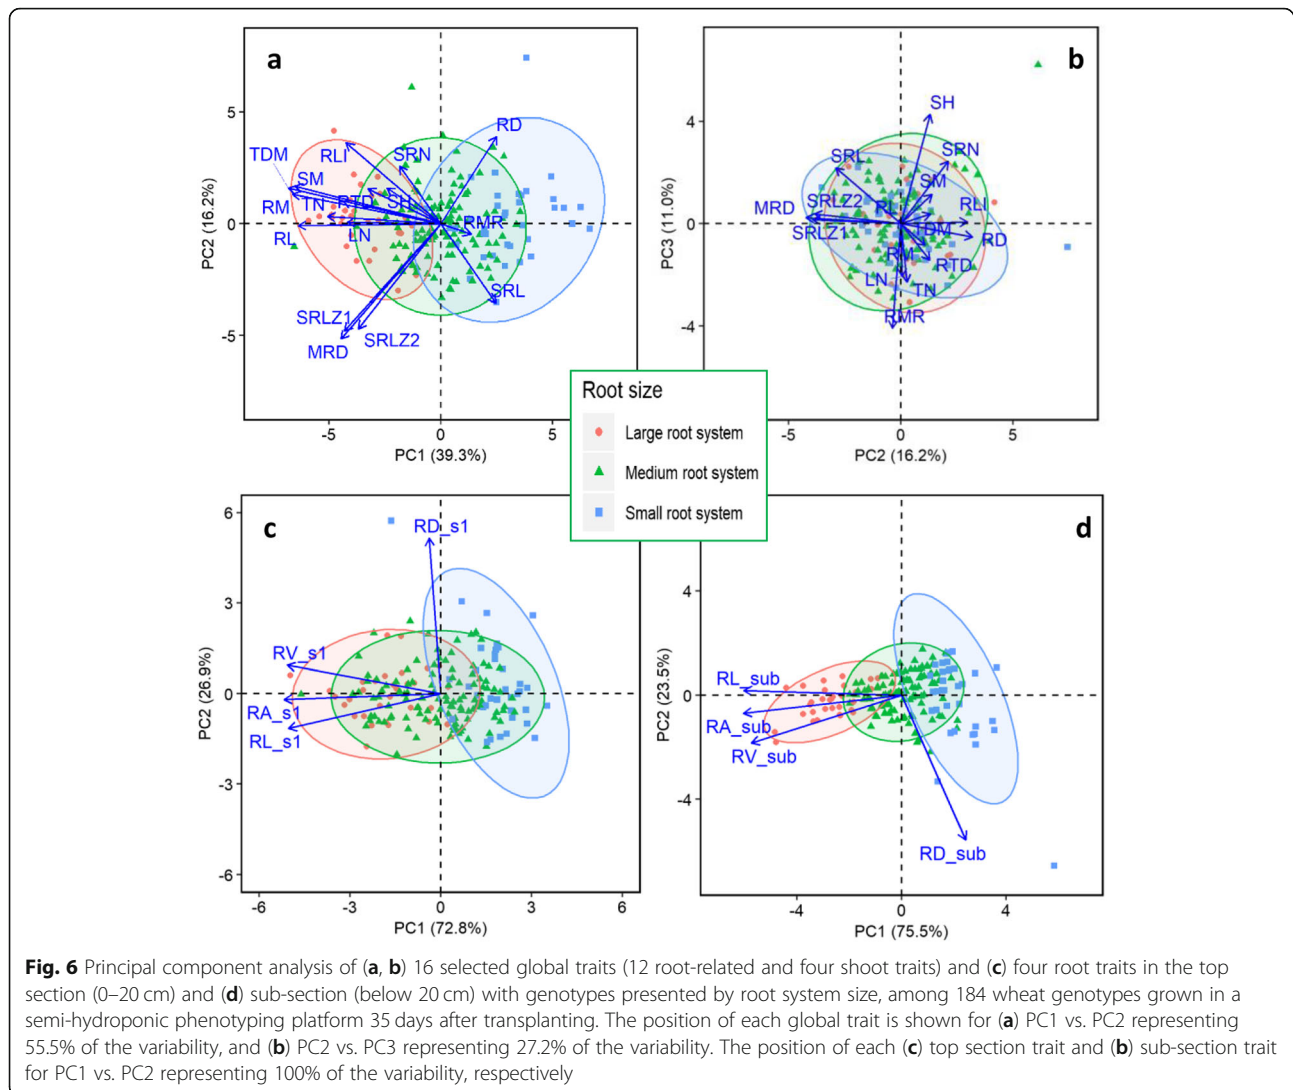 a
RD
RLI
SRN
TDM
SM
RM
TN
RTD
SH
RMR
RL
LN
SRL
SRLZ1
SRLZ2
MRD
5
0
-5
PC2 (16.2%)
-5
0
5
PC1 (39.3%)
b
SH
SRN
SRL
SM
SRLZ2
RL
RLI
MRD
SRLZ1
TDM
RD
RM
RTD
LN
TN
RMR
4
0
-4
PC3 (11.0%)
-5
0
5
PC2 (16.2%)
Root size
Large root system
Medium root system
Small root system
c
RD_s1
RV_s1
RA_s1
RL_s1
6
3
0
-3
-6
PC2 (26.9%)
-6
-3
0
3
6
PC1 (72.8%)
d
RL_sub
RA_sub
RV_sub
RD_sub
4
0
-4
PC2 (23.5%)
-4
0
4
PC1 (75.5%)
Fig. 6 Principal component analysis of (a, b) 16 selected global traits (12 root-related and four shoot traits) and (c) four root traits in the top
section (0–20 cm) and (d) sub-section (below 20 cm) with genotypes presented by root system size, among 184 wheat genotypes grown in a
semi-hydroponic phenotyping platform 35 days after transplanting. The position of each global trait is shown for (a) PC1 vs. PC2 representing
55.5% of the variability, and (b) PC2 vs. PC3 representing 27.2% of the variability. The position of each (c) top section trait and (b) sub-section trait
for PC1 vs. PC2 representing 100% of the variability, respectively